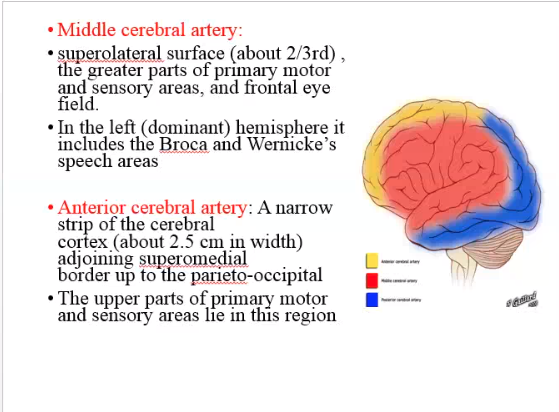 • Middle cerebral artery:
• superolateral surface (about 2/3rd) ,
the greater parts of primary motor
and sensory areas, and frontal eye
field.
• In the left (dominant) hemisphere it
includes the Broca and Wernicke’s
speech areas
• Anterior cerebral artery: A narrow
strip of the cerebral
cortex (about 2.5 cm in width)
adjoining superomedial
border up to the parieto-occipital
• The upper parts of primary motor
and sensory areas lie in this region
Anterior cerebral artery
Middle cerebral artery
Posterior cerebral artery